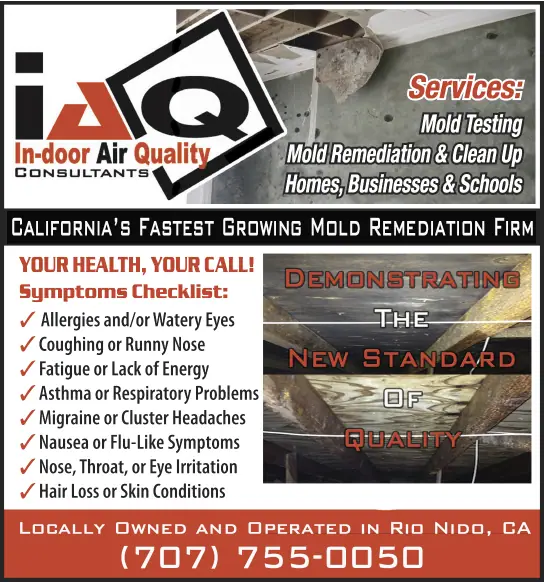 iAQ
In-door Air Quality
CONSULTANTS
Services:
Mold Testing
Mold Remediation & Clean Up
Homes, Businesses & Schools
CALIFORNIA'S FASTEST GROWING MOLD REMEDIATION FIRM
YOUR HEALTH, YOUR CALL!
Symptoms Checklist:
✓ Allergies and/or Watery Eyes
✓ Coughing or Runny Nose
✓ Fatigue or Lack of Energy
✓ Asthma or Respiratory Problems
✓ Migraine or Cluster Headaches
✓ Nausea or Flu-Like Symptoms
✓ Nose, Throat, or Eye Irritation
✓ Hair Loss or Skin Conditions
DEMONSTRATING
THE
NEW STANDARD
OF
QUALITY
LOCALLY OWNED AND OPERATED IN RIO NIDO, CA
(707) 755-0050